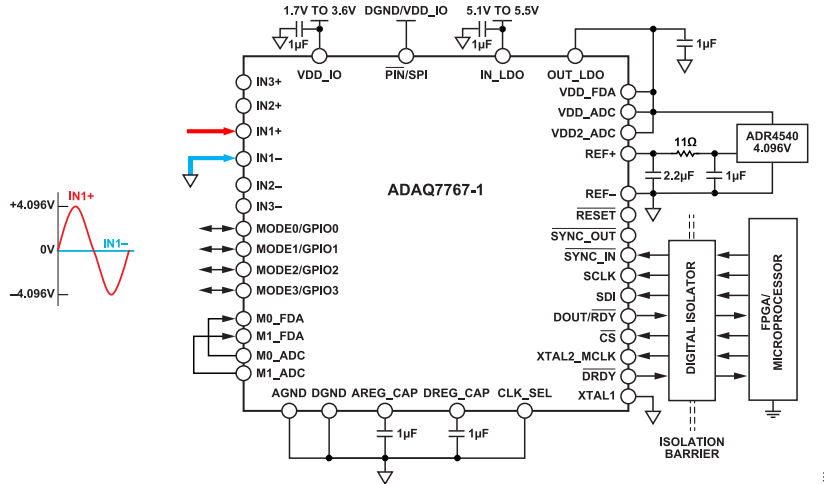 1.7V TO 3.6V
DGND/VDD_IO
5.1V TO 5.5V
1µF
1µF
1µF
VDD_IO
PIN/SPI
IN_LDO
OUT_LDO
IN3+
IN2+
IN1+
IN1–
IN2–
IN3–
MODE0/GPIO0
MODE1/GPIO1
MODE2/GPIO2
MODE3/GPIO3
M0_FDA
M1_FDA
M0_ADC
M1_ADC
ADAQ7767-1
VDD_FDA
VDD_ADC
VDD2_ADC
REF+
REF–
RESET
SYNC_OUT
SYNC_IN
SCLK
SDI
DOUT/RDY
CS
XTAL2_MCLK
DRDY
XTAL1
11Ω
2.2µF
1µF
ADR4540
4.096V
IN1+
+4.096V
0V
IN1–
–4.096V
AGND
DGND
AREG_CAP
DREG_CAP
CLK_SEL
1µF
1µF
DIGITAL ISOLATOR
FPGA/
MICROPROCESSOR
ISOLATION
BARRIER